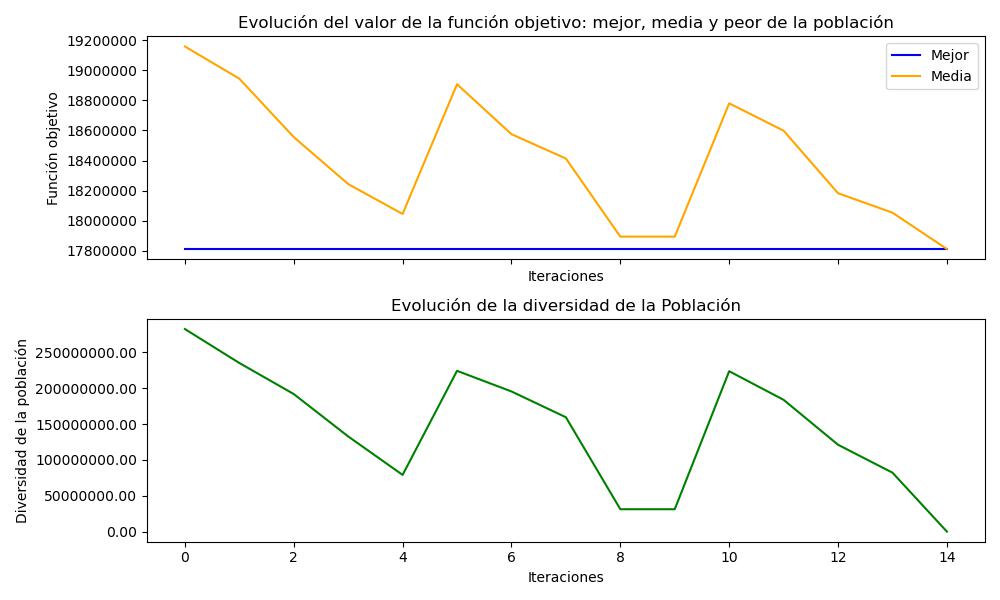 Evolución del valor de la función objetivo: mejor, media y peor de la población
19200000
19000000
18800000
18600000
18400000
18200000
18000000
17800000
Función objetivo
Mejor
Media
Iteraciones
Evolución de la diversidad de la Población
250000000.00
200000000.00
150000000.00
100000000.00
50000000.00
0.00
Diversidad de la población
0 2 4 6 8 10 12 14
Iteraciones